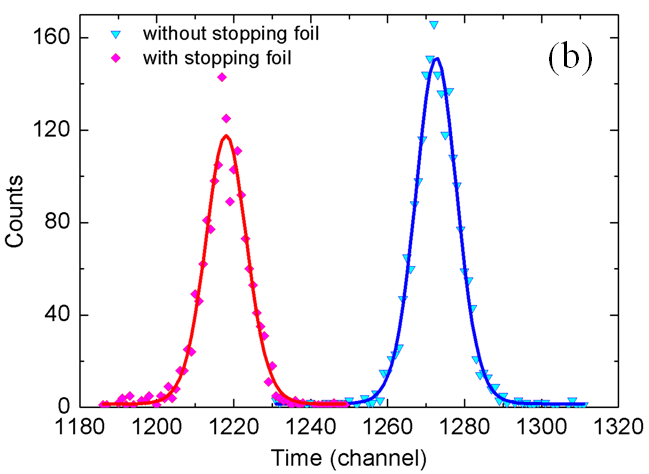 160
120
80
40
0
Counts
without stopping foil
with stopping foil
(b)
1180 1200 1220 1240 1260 1280 1300 1320
Time (channel)